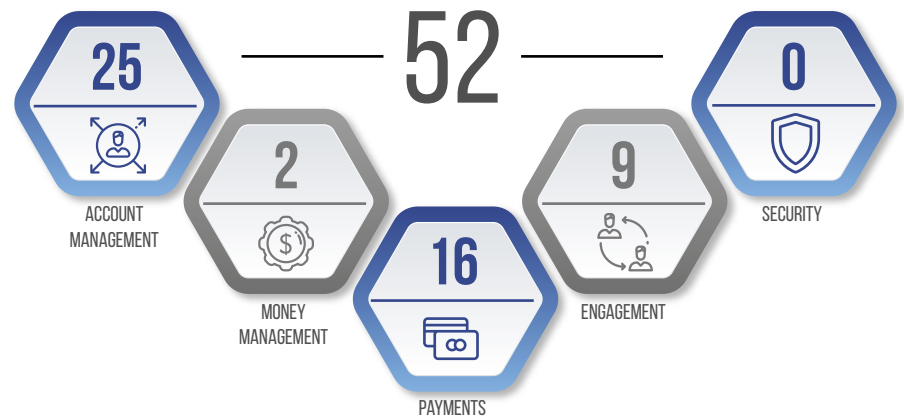 52
25
ACCOUNT
MANAGEMENT
2
$
MONEY
MANAGEMENT
16
PAYMENTS
9
ENGAGEMENT
0
SECURITY